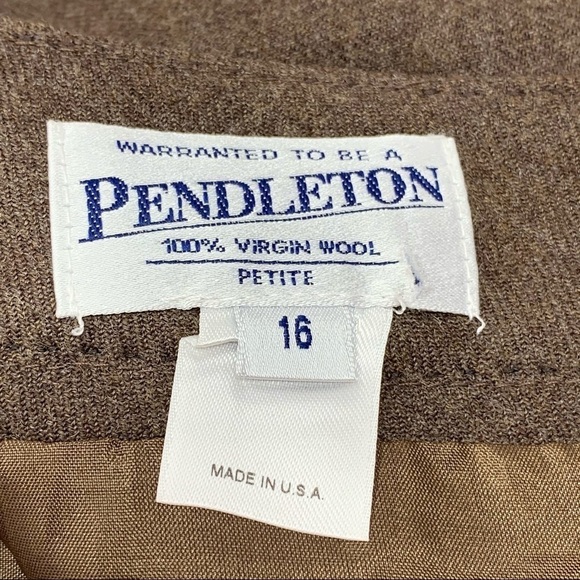 WARRANTED TO BE A
PENDLETON
100% VIRGIN WOOL
PETITE
16
MADE IN U.S.A.